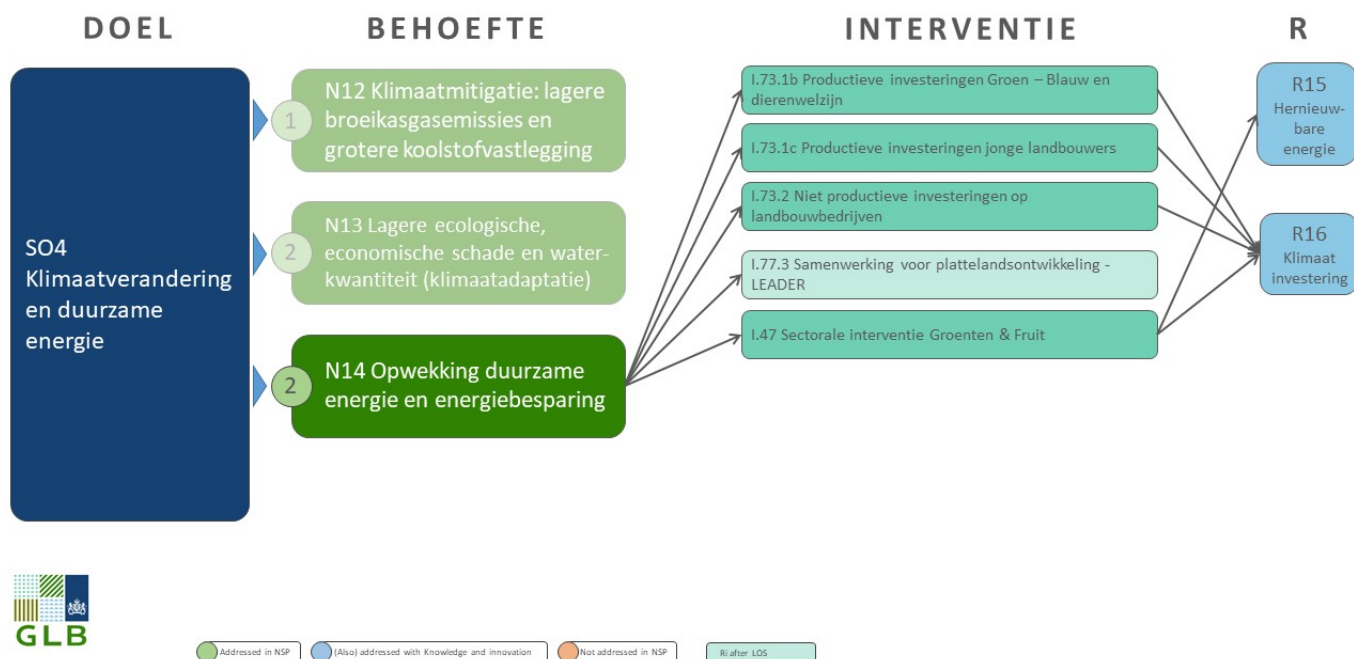 DOEL
BEHOEFTE
INTERVENTIE
R
SO4
Klimaatverandering
en duurzame
energie
1
N12 Klimaatmitigatie: lagere
broeikasgasemissies en
grotere koolstofvastlegging
2
N13 Lagere ecologische,
economische schade en water-
kwantiteit (klimaatadaptatie)
2
N14 Opwekking duurzame
energie en energiebesparing
I.73.1b Productieve investeringen Groen – Blauw en
dierenwelzijn
I.73.1c Productieve investeringen jonge landbouwers
I.73.2 Niet productieve investeringen op
landbouwbedrijven
I.77.3 Samenwerking voor plattelandsontwikkeling -
LEADER
I.47 Sectorale interventie Groenten & Fruit
R15
Hernieuw-
bare
energie
R16
Klimaat
investering
GLB
Addressed in NSP
(Also) addressed with Knowledge and innovation
Not addressed in NSP
Ri after LOS